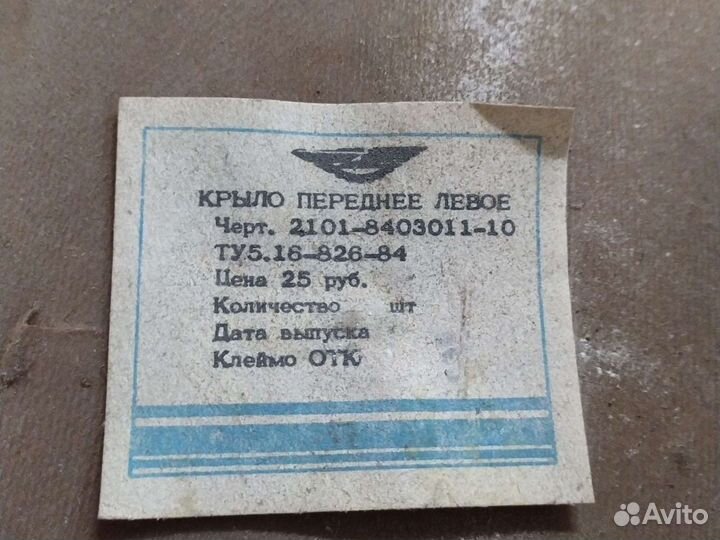 КРЫЛО ПЕРЕДНЕЕ ЛЕВОЕ
Черт. 2101-8403011-10
ТУ5.16-826-84
Цена 25 руб.
Количество шт
Дата выпуска
Клеймо ОТК
Avito